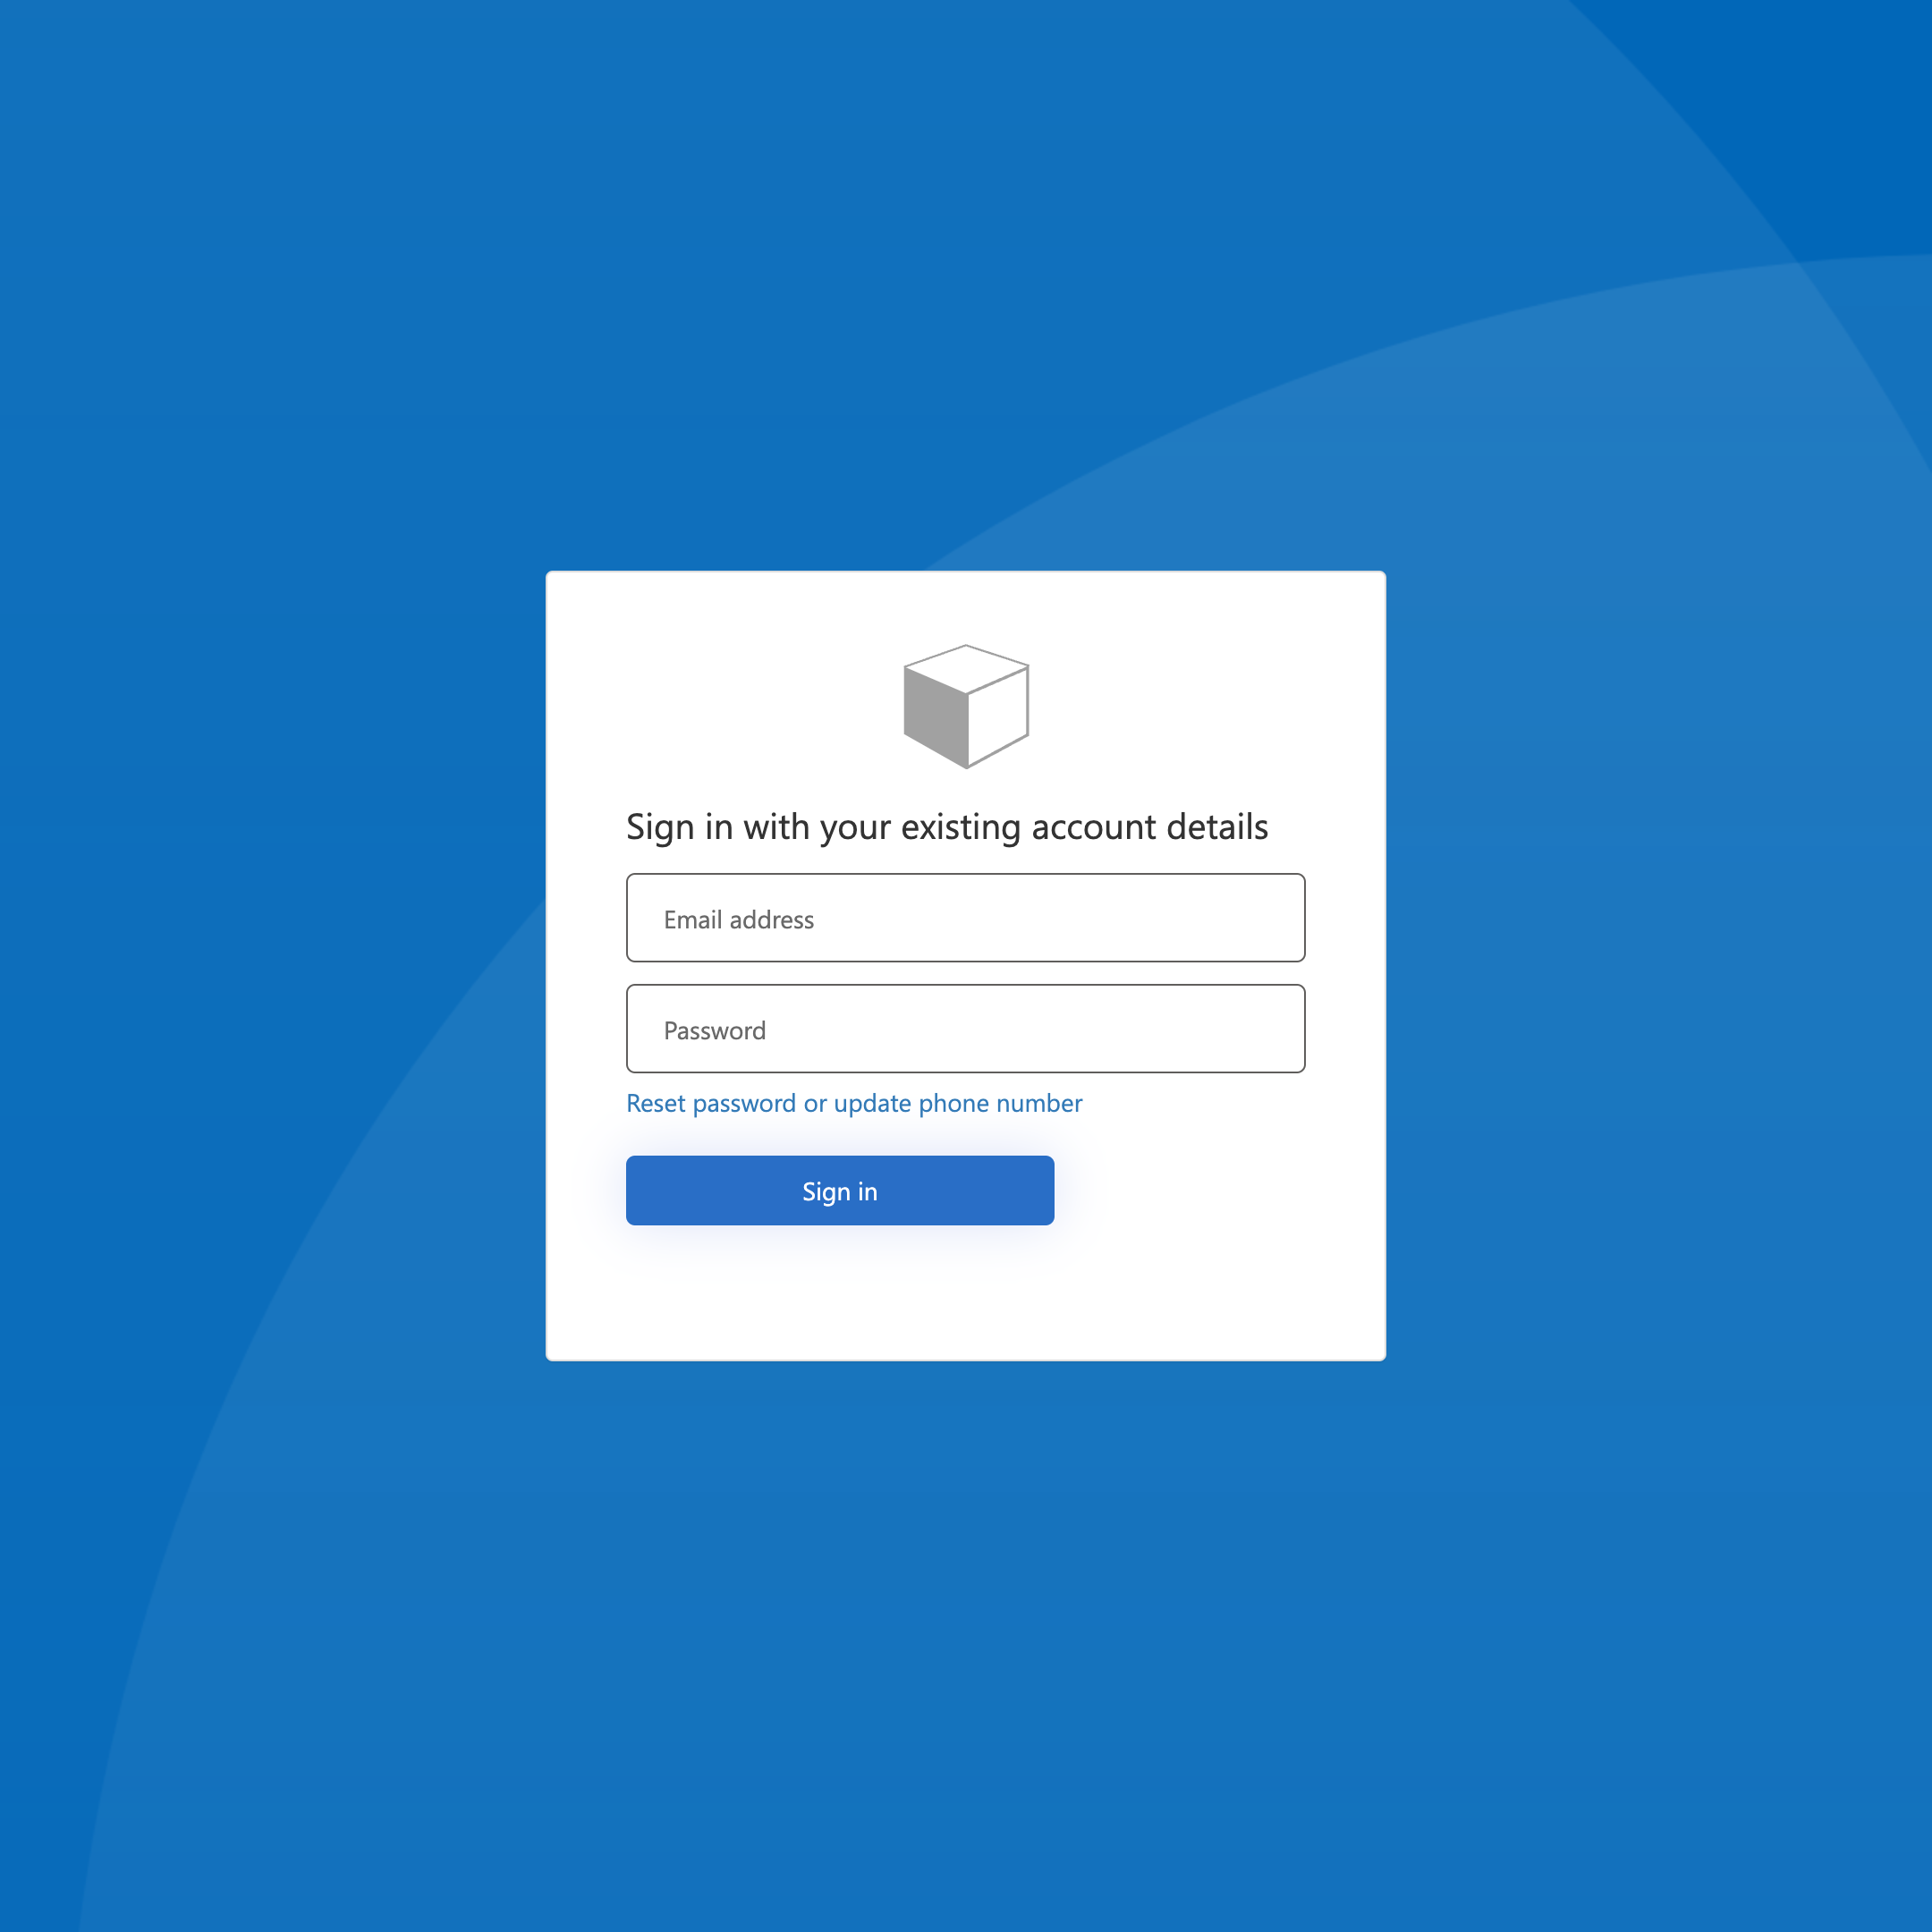 Sign in with your existing account details
Email address
Password
Reset password or update phone number
Sign in